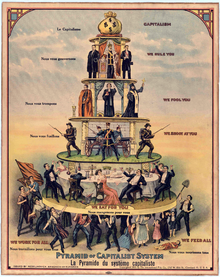 Le Capitalisme
CAPITALISM
WE RULE YOU
Nous vous gouvernons
WE FOOL YOU
Nous vous trompons
WE SHOOT AT YOU
Nous vous fusillons
WE EAT FOR YOU
Nous mangeons pour vous
WE WORK FOR ALL
WE FEED ALL
Nous travaillons pour tous
Nous nourrissons tous
PYRAMID OF CAPITALIST SYSTEM
La Pyramide du système capitaliste